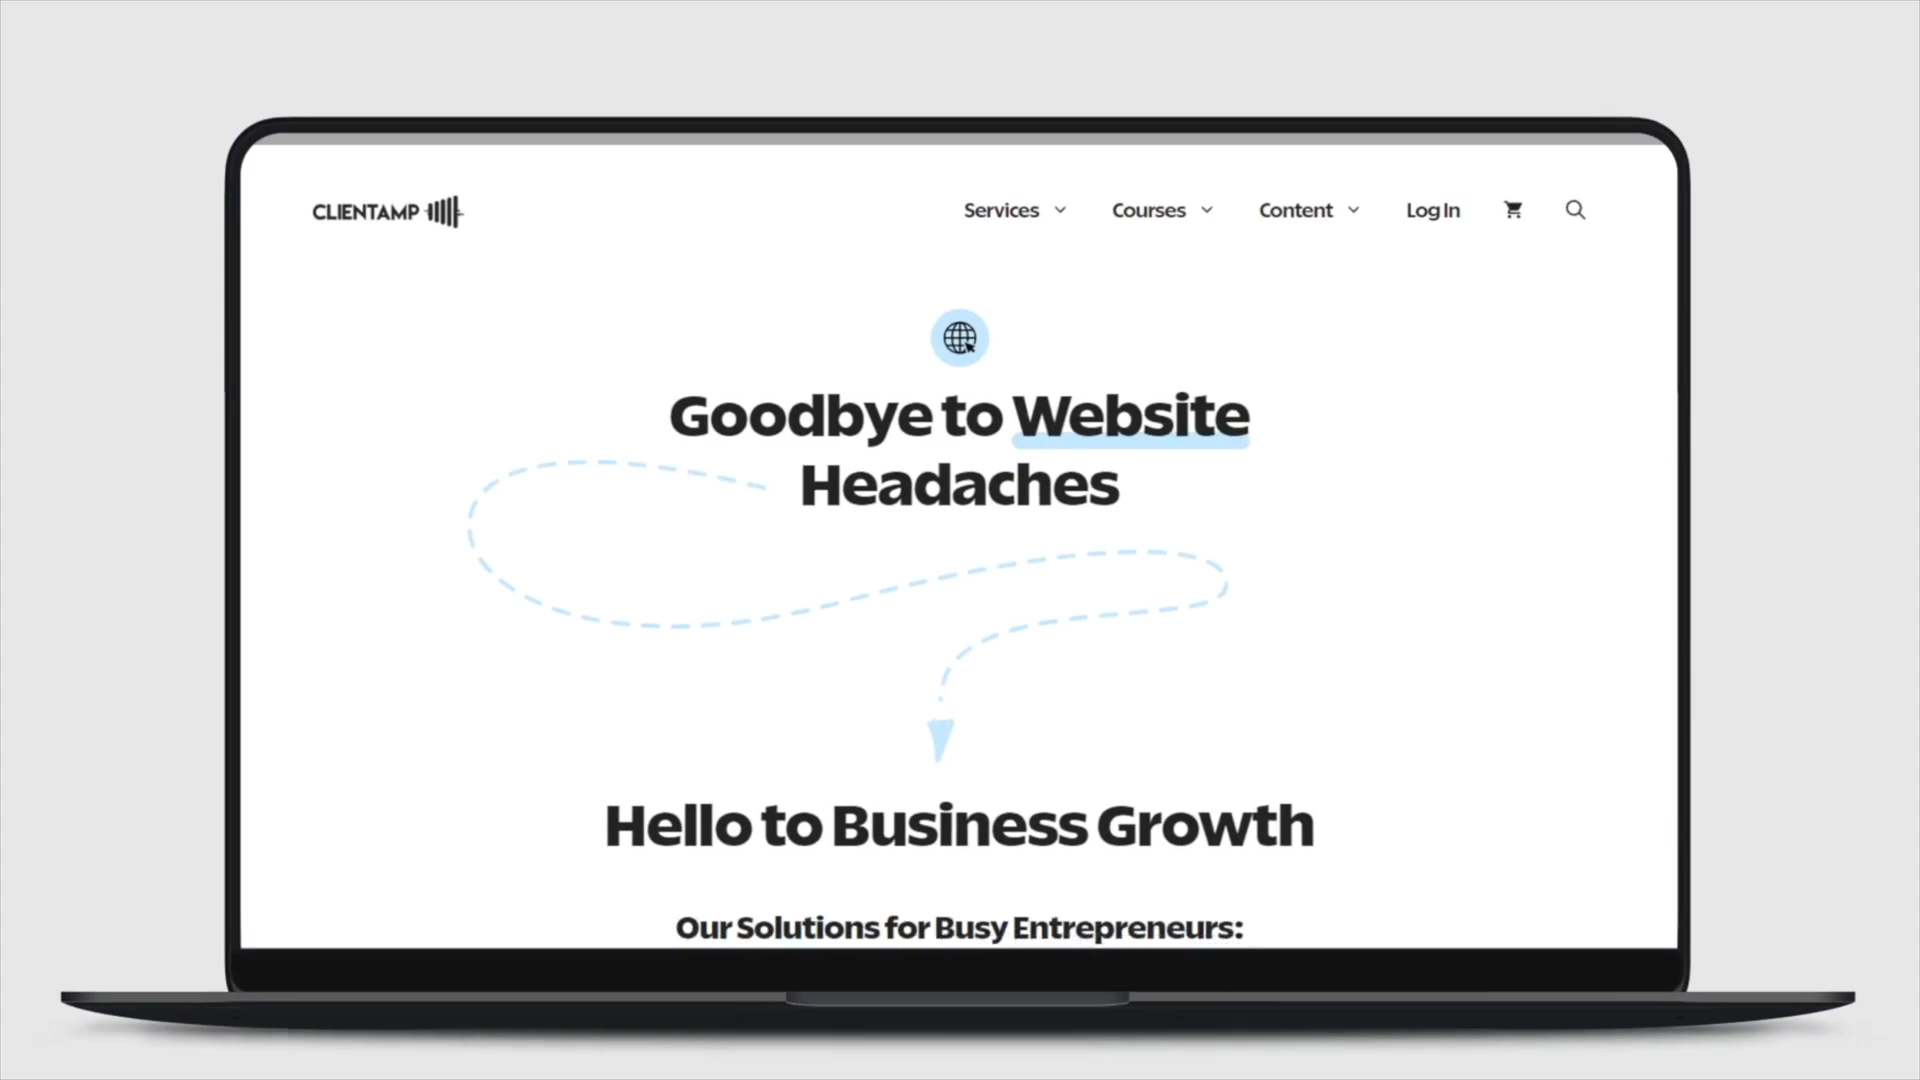 CLIENTAMP
Services Courses Content Log In
Goodbye to Website
Headaches
Hello to Business Growth
Our Solutions for Busy Entrepreneurs: